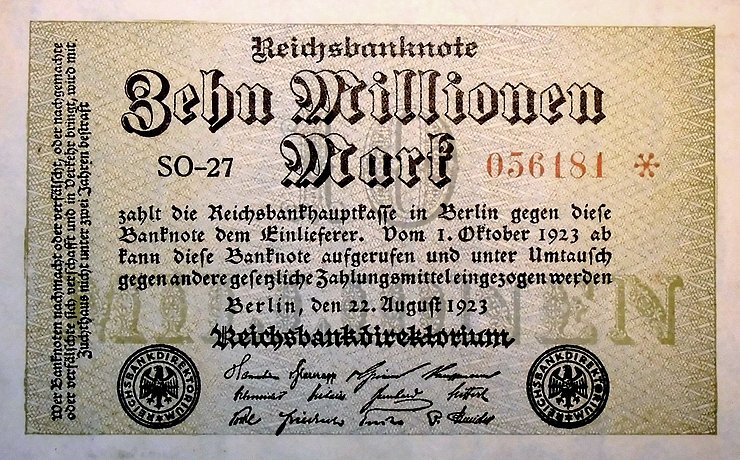 Reichsbanknote
Zehn Millionen
Mark
SO-27
056181 *
zahlt die Reichsbankhauptkasse in Berlin gegen diese
Banknote dem Einlieferer. Vom 1. Oktober 1923 ab
kann diese Banknote aufgerufen und unter Umtausch
gegen andere gesetzliche Zahlungsmittel eingezogen werden
Berlin, den 22. August 1923
Reichsbankdirektorium
REICHSBANKDIREKTORIUM
REICHSBANKDIREKTORIUM
Wer Banknoten nachmacht oder verfälscht, oder nachgemachte
oder verfälschte sich verschafft und in Verkehr bringt, wird mit
Zuchthaus nicht unter zwei Jahren bestraft